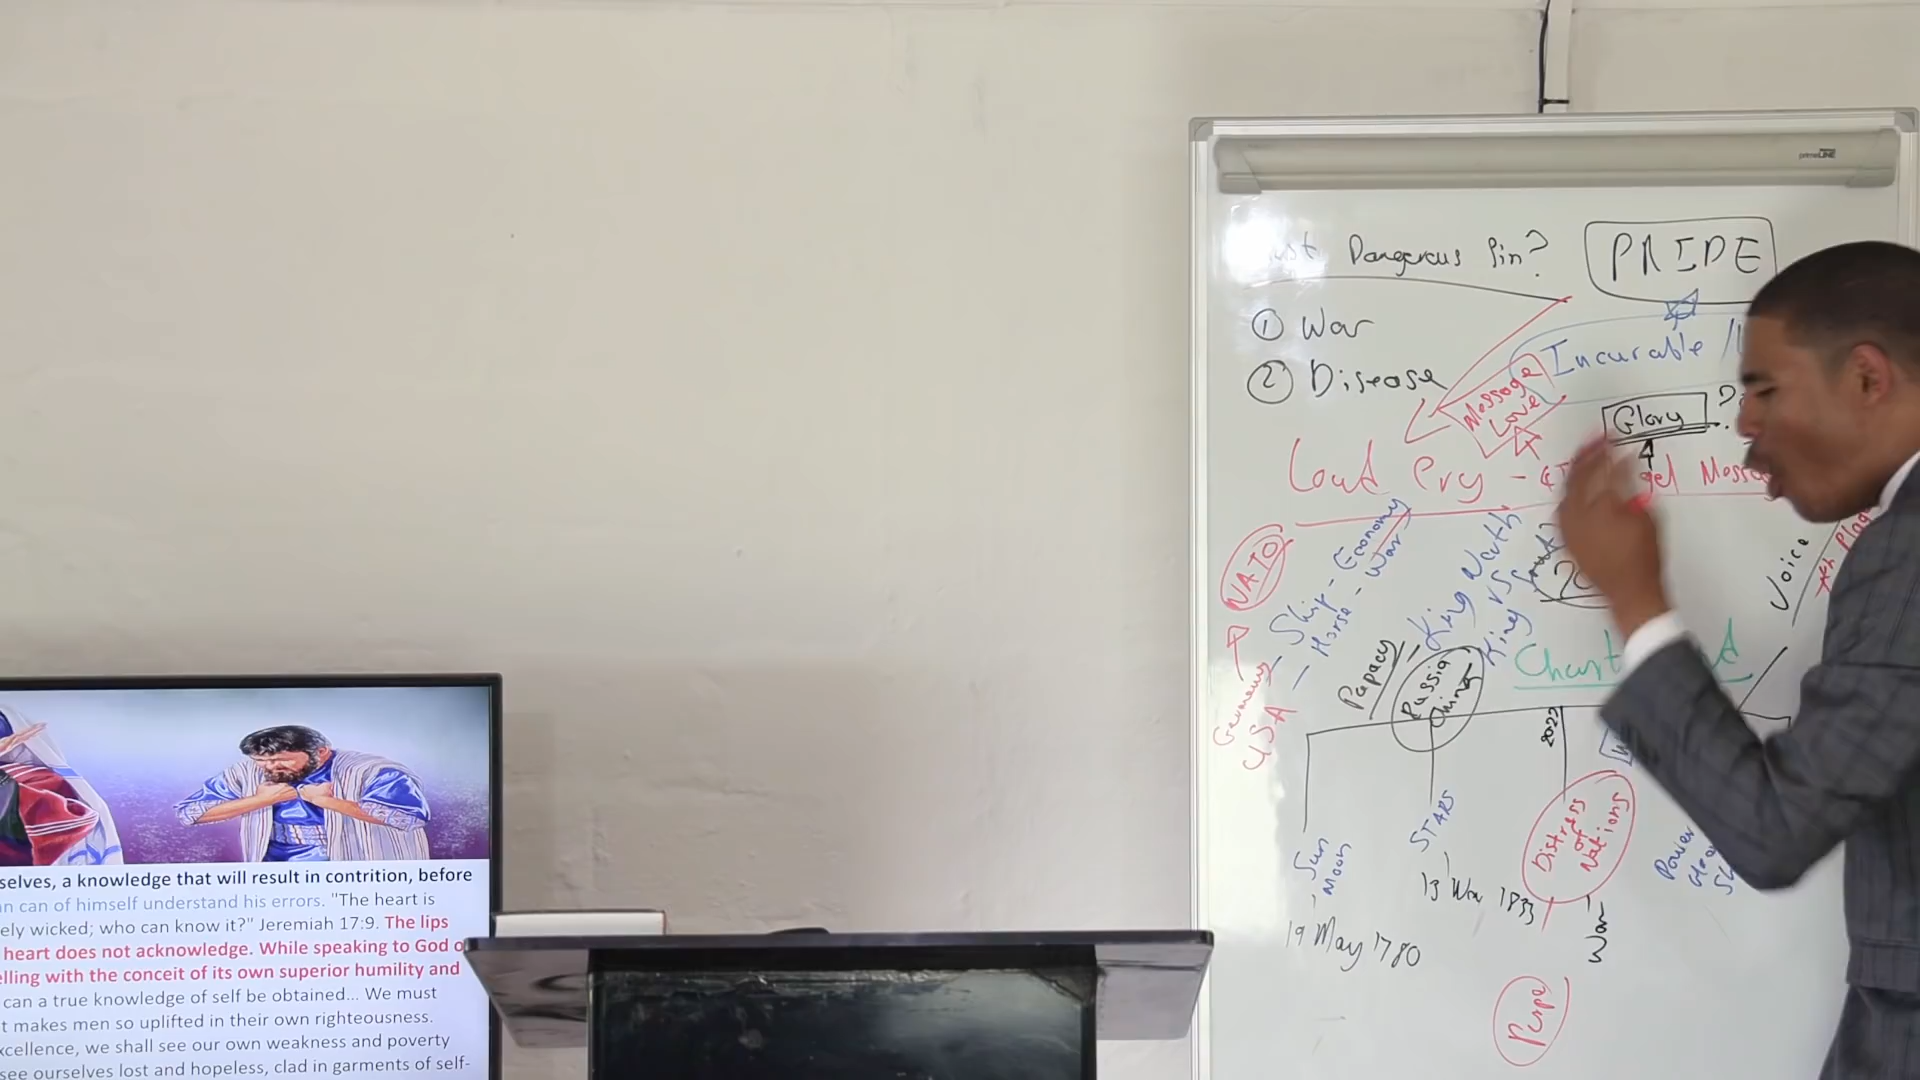 primeLINE
Dangerous Sin?
PRIDE
① War
② Disease
Incurable
Message
Love
Glory
Loud Cry -
NATO
Ship - Economy
Horse - War
King North
vs
King South
Voice
Germany
USA
Papacy
Russia
China
2022
Sun
Moon
STARS
Distress
of
Nations
Power
19 May 1780
13 Nov 1833
War
selves, a knowledge that will result in contrition, before
n can of himself understand his errors. "The heart is
ely wicked; who can know it?" Jeremiah 17:9. The lips
heart does not acknowledge. While speaking to God o
elling with the conceit of its own superior humility and
can a true knowledge of self be obtained... We must
t makes men so uplifted in their own righteousness.
xcellence, we shall see our own weakness and poverty
see ourselves lost and hopeless, clad in garments of self-